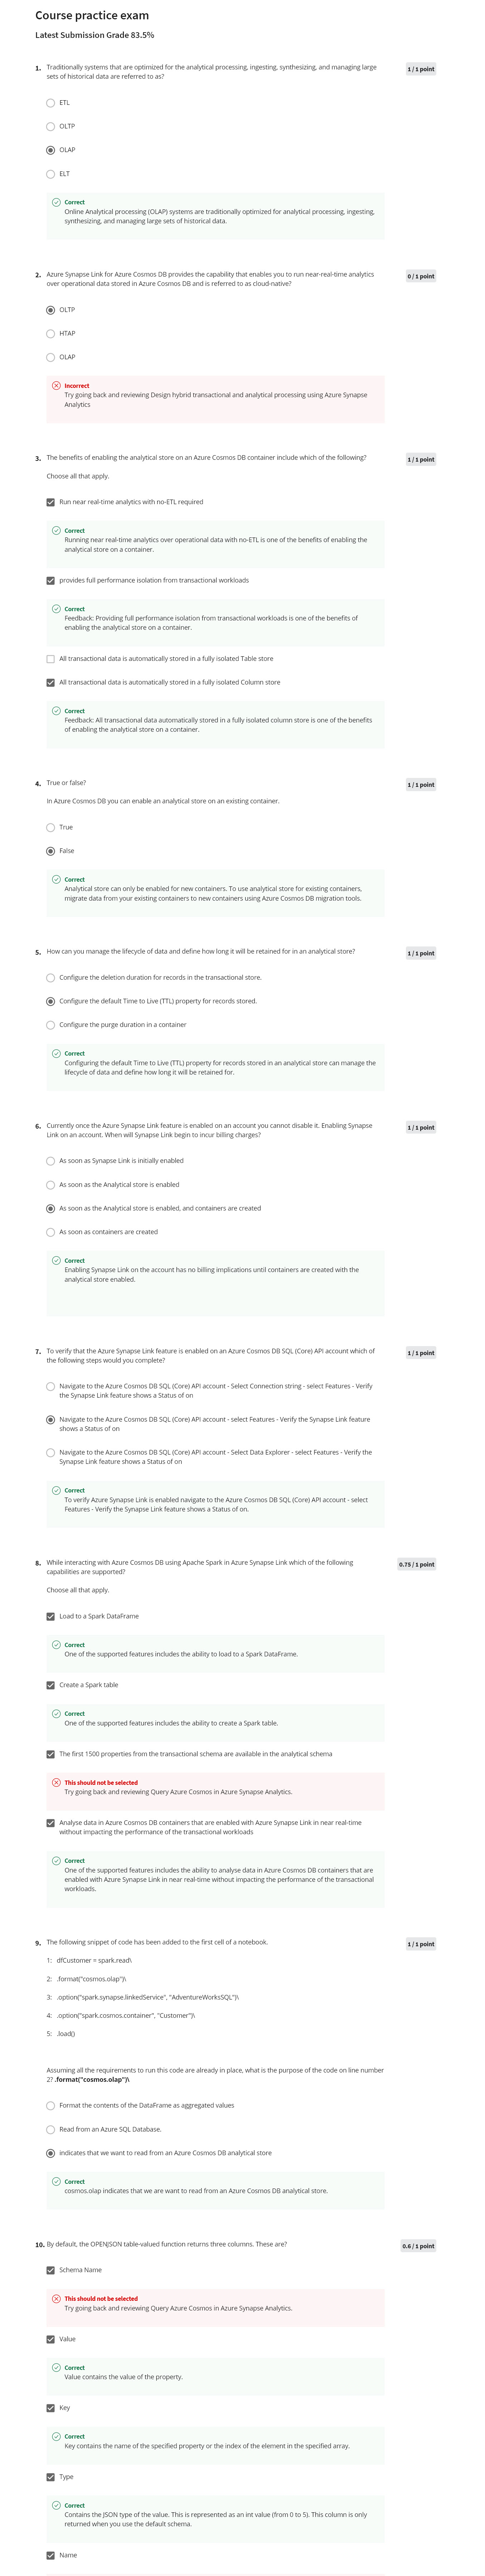 Course practice exam
Latest Submission Grade 83.5%
1. Traditionally systems that are optimized for the analytical processing, ingesting, synthesizing, and managing large
sets of historical data are referred to as?
1 / 1 point
ETL
OLTP
OLAP
ELT
Correct
Online Analytical processing (OLAP) systems are traditionally optimized for analytical processing, ingesting,
synthesizing, and managing large sets of historical data.
2. Azure Synapse Link for Azure Cosmos DB provides the capability that enables you to run near-real-time analytics
over operational data stored in Azure Cosmos DB and is referred to as cloud-native?
0 / 1 point
OLTP
HTAP
OLAP
Incorrect
Try going back and reviewing Design hybrid transactional and analytical processing using Azure Synapse
Analytics
3. The benefits of enabling the analytical store on an Azure Cosmos DB container include which of the following?
1 / 1 point
Choose all that apply.
Run near real-time analytics with no-ETL required
Correct
Running near real-time analytics over operational data with no-ETL is one of the benefits of enabling the
analytical store on a container.
provides full performance isolation from transactional workloads
Correct
Feedback: Providing full performance isolation from transactional workloads is one of the benefits of
enabling the analytical store on a container.
All transactional data is automatically stored in a fully isolated Table store
All transactional data is automatically stored in a fully isolated Column store
Correct
Feedback: All transactional data automatically stored in a fully isolated column store is one of the benefits
of enabling the analytical store on a container.
4. True or false?
1 / 1 point
In Azure Cosmos DB you can enable an analytical store on an existing container.
True
False
Correct
Analytical store can only be enabled for new containers. To use analytical store for existing containers,
migrate data from your existing containers to new containers using Azure Cosmos DB migration tools.
5. How can you manage the lifecycle of data and define how long it will be retained for in an analytical store?
1 / 1 point
Configure the deletion duration for records in the transactional store.
Configure the default Time to Live (TTL) property for records stored.
Configure the purge duration in a container
Correct
Configuring the default Time to Live (TTL) property for records stored in an analytical store can manage the
lifecycle of data and define how long it will be retained for.
6. Currently once the Azure Synapse Link feature is enabled on an account you cannot disable it. Enabling Synapse
Link on an account. When will Synapse Link begin to incur billing charges?
1 / 1 point
As soon as Synapse Link is initially enabled
As soon as the Analytical store is enabled
As soon as the Analytical store is enabled, and containers are created
As soon as containers are created
Correct
Enabling Synapse Link on the account has no billing implications until containers are created with the
analytical store enabled.
7. To verify that the Azure Synapse Link feature is enabled on an Azure Cosmos DB SQL (Core) API account which of
the following steps would you complete?
1 / 1 point
Navigate to the Azure Cosmos DB SQL (Core) API account - Select Connection string - select Features - Verify
the Synapse Link feature shows a Status of on
Navigate to the Azure Cosmos DB SQL (Core) API account - select Features - Verify the Synapse Link feature
shows a Status of on
Navigate to the Azure Cosmos DB SQL (Core) API account - Select Data Explorer - select Features - Verify the
Synapse Link feature shows a Status of on
Correct
To verify Azure Synapse Link is enabled navigate to the Azure Cosmos DB SQL (Core) API account - select
Features - Verify the Synapse Link feature shows a Status of on.
8. While interacting with Azure Cosmos DB using Apache Spark in Azure Synapse Link which of the following
capabilities are supported?
0.75 / 1 point
Choose all that apply.
Load to a Spark DataFrame
Correct
One of the supported features includes the ability to load to a Spark DataFrame.
Create a Spark table
Correct
One of the supported features includes the ability to create a Spark table.
The first 1500 properties from the transactional schema are available in the analytical schema
This should not be selected
Try going back and reviewing Query Azure Cosmos in Azure Synapse Analytics.
Analyse data in Azure Cosmos DB containers that are enabled with Azure Synapse Link in near real-time
without impacting the performance of the transactional workloads
Correct
One of the supported features includes the ability to analyse data in Azure Cosmos DB containers that are
enabled with Azure Synapse Link in near real-time without impacting the performance of the transactional
workloads.
9. The following snippet of code has been added to the first cell of a notebook.
1 / 1 point
1: dfCustomer = spark.read\
2: .format("cosmos.olap")\
3: .option("spark.synapse.linkedService", "AdventureWorksSQL")\
4: .option("spark.cosmos.container", "Customer")\
5: .load()
Assuming all the requirements to run this code are already in place, what is the purpose of the code on line number
2? .format("cosmos.olap")\
Format the contents of the DataFrame as aggregated values
Read from an Azure SQL Database.
indicates that we want to read from an Azure Cosmos DB analytical store
Correct
cosmos.olap indicates that we are want to read from an Azure Cosmos DB analytical store.
10. By default, the OPENJSON table-valued function returns three columns. These are?
0.6 / 1 point
Schema Name
This should not be selected
Try going back and reviewing Query Azure Cosmos in Azure Synapse Analytics.
Value
Correct
Value contains the value of the property.
Key
Correct
Key contains the name of the specified property or the index of the element in the specified array.
Type
Correct
Contains the JSON type of the value. This is represented as an int value (from 0 to 5). This column is only
returned when you use the default schema.
Name